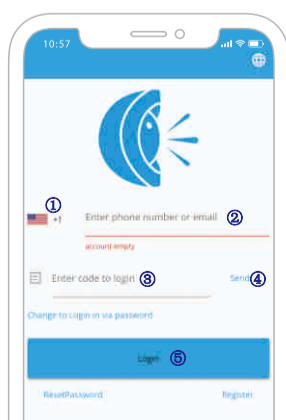 10:57
①
+1 Enter phone number or email ②
account empty
Enter code to login ③ Send ④
Change to Login in via password
Login ⑤
ResetPassword Register